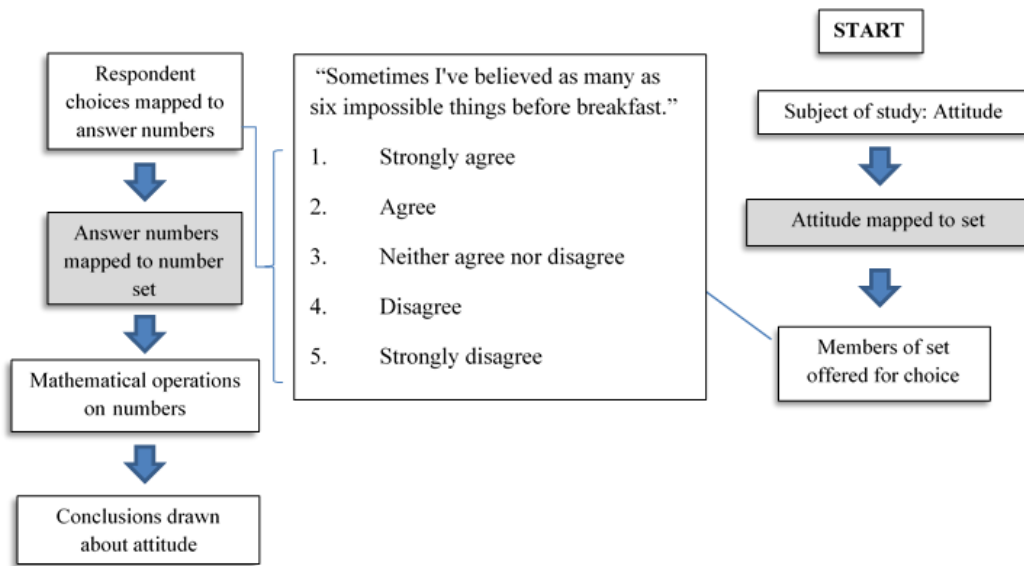 START
Subject of study: Attitude
Attitude mapped to set
Members of set
offered for choice
“Sometimes I've believed as many as
six impossible things before breakfast.”
1. Strongly agree
2. Agree
3. Neither agree nor disagree
4. Disagree
5. Strongly disagree
Respondent
choices mapped to
answer numbers
Answer numbers
mapped to number
set
Mathematical operations
on numbers
Conclusions drawn
about attitude